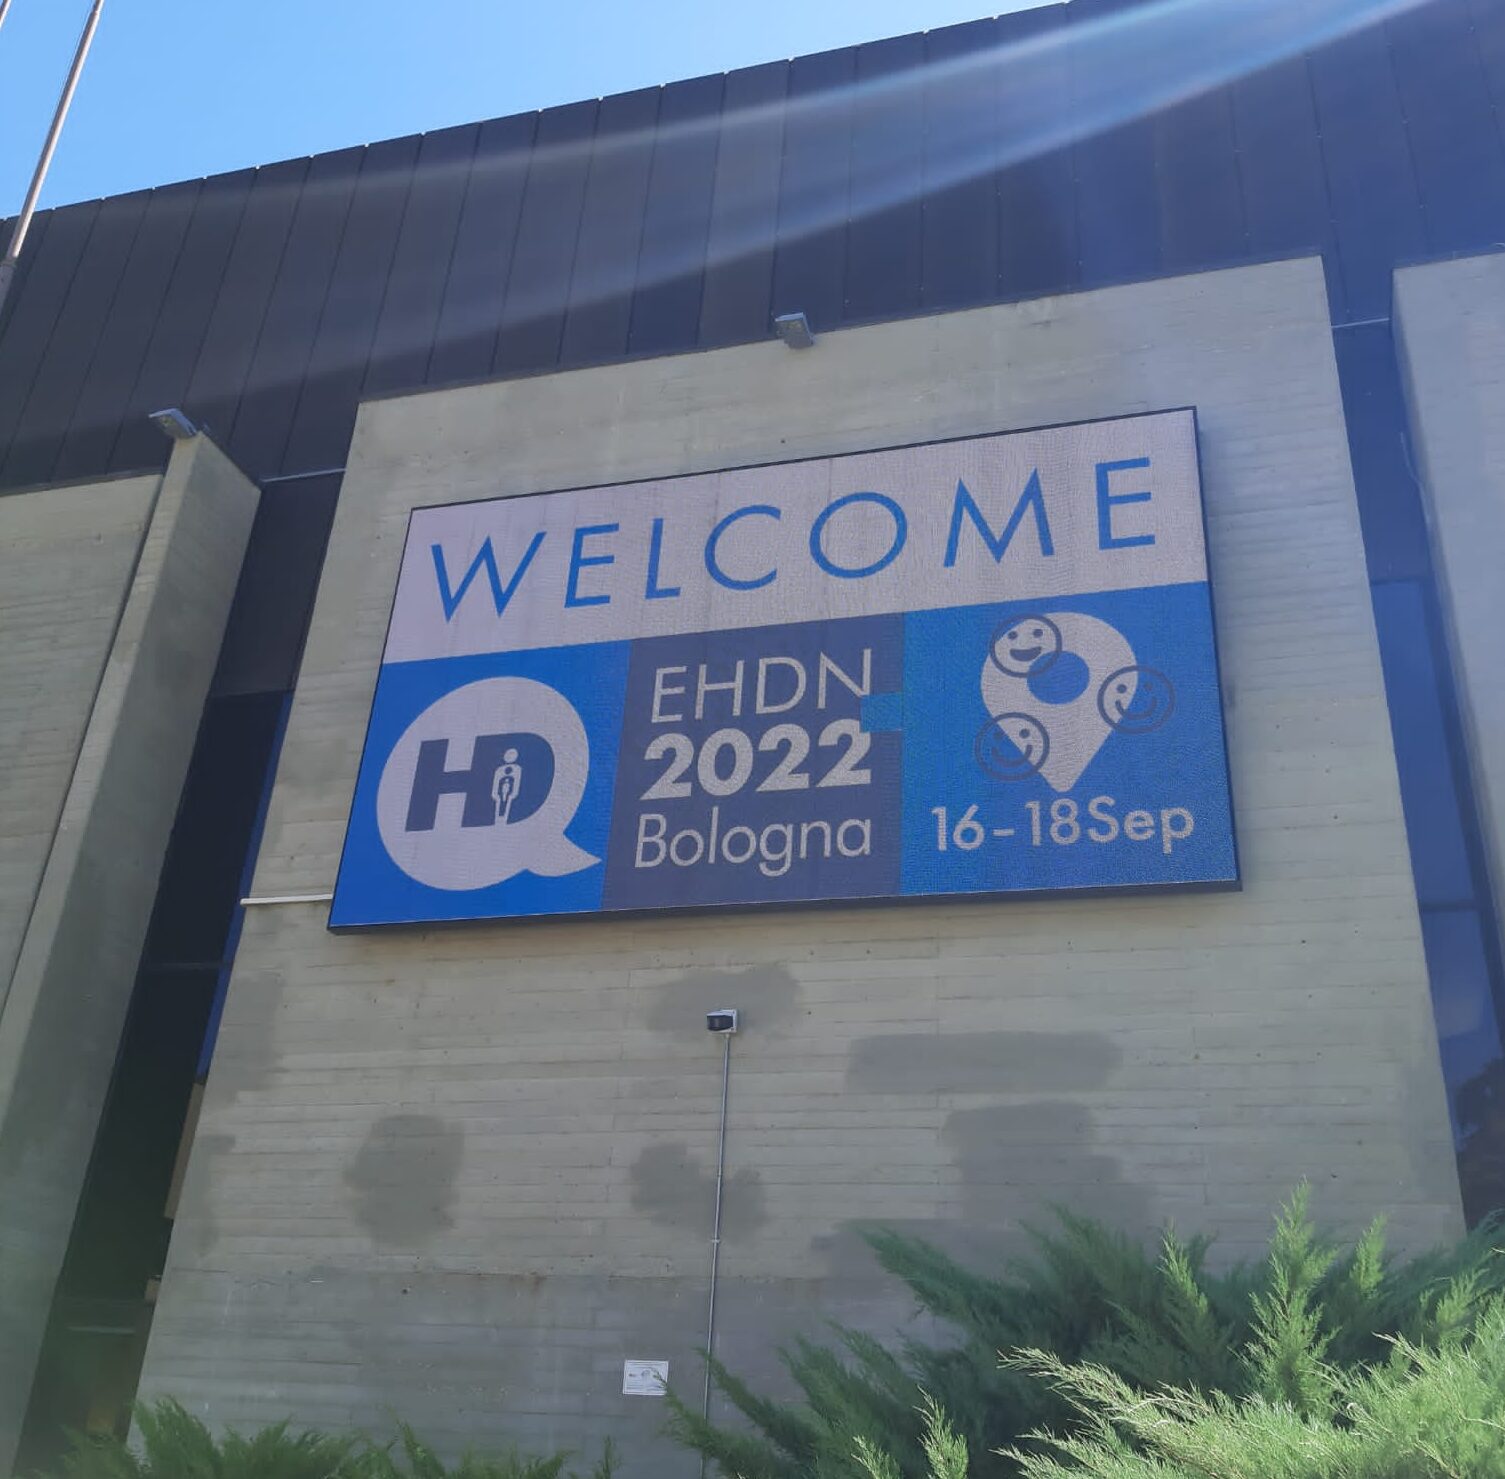 WELCOME
HD
EHDN
2022
Bologna
16-18Sep